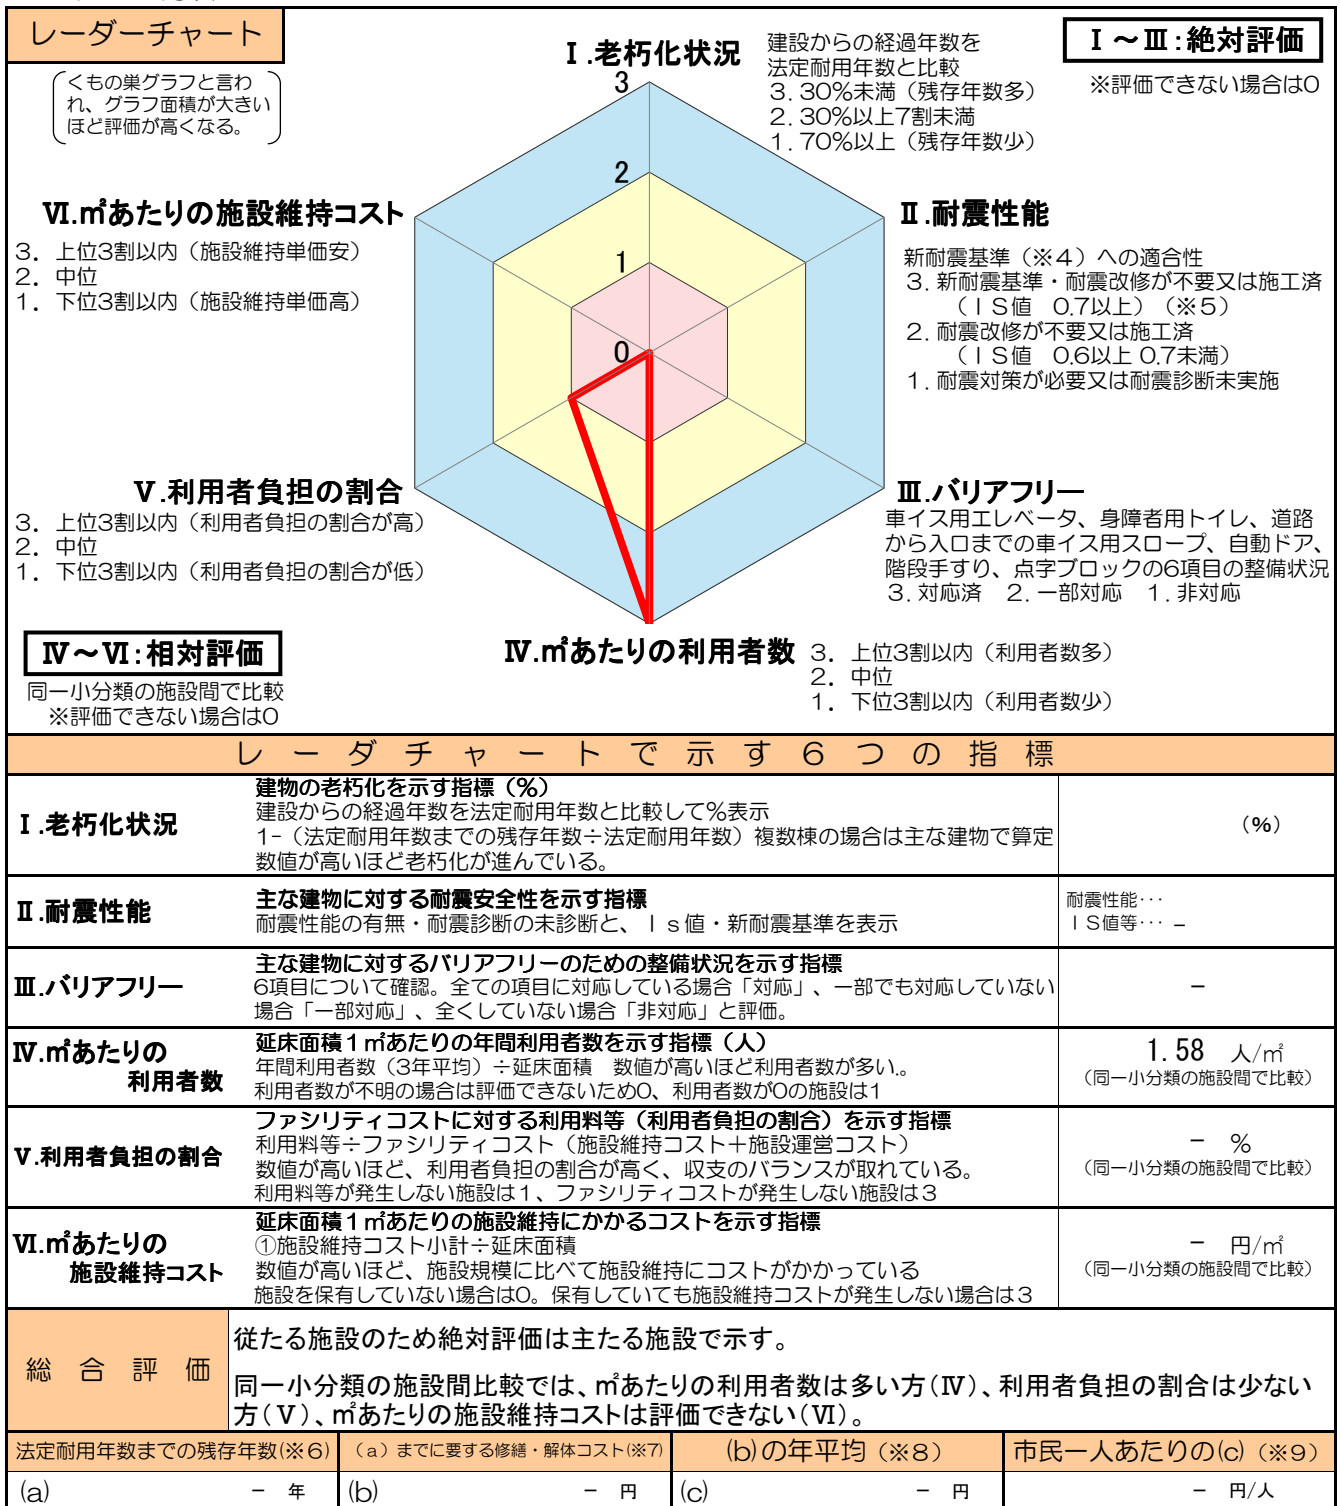 レーダーチャート
くもの巣グラフと言わ
れ、グラフ面積が大きい
ほど評価が高くなる。
Ⅰ.老朽化状況
建設からの経過年数を
法定耐用年数と比較
3. 30%未満（残存年数多）
2. 30%以上7割未満
1. 70%以上（残存年数少）
Ⅰ～Ⅲ:絶対評価
※評価できない場合は0
3
2
1
0
Ⅵ.㎡あたりの施設維持コスト
3. 上位3割以内（施設維持単価安）
2. 中位
1. 下位3割以内（施設維持単価高）
Ⅱ.耐震性能
新耐震基準（※4）への適合性
3. 新耐震基準・耐震改修が不要又は施工済
（ＩＳ値 0.7以上）（※5）
2. 耐震改修が不要又は施工済
（ＩＳ値 0.6以上 0.7未満）
1. 耐震対策が必要又は耐震診断未実施
Ⅴ.利用者負担の割合
3. 上位3割以内（利用者負担の割合が高）
2. 中位
1. 下位3割以内（利用者負担の割合が低）
Ⅲ.バリアフリー
車イス用エレベータ、身障者用トイレ、道路
から入口までの車イス用スロープ、自動ドア、
階段手すり、点字ブロックの6項目の整備状況
3. 対応済 2. 一部対応 1. 非対応
Ⅳ～Ⅵ:相対評価
同一小分類の施設間で比較
※評価できない場合は0
Ⅳ.㎡あたりの利用者数
3. 上位3割以内（利用者数多）
2. 中位
1. 下位3割以内（利用者数少）
レーダチャートで示す6つの指標
Ⅰ.老朽化状況
建物の老朽化を示す指標（%）
建設からの経過年数を法定耐用年数と比較して%表示
1-（法定耐用年数までの残存年数÷法定耐用年数）複数棟の場合は主な建物で算定
数値が高いほど老朽化が進んでいる。
（%）
Ⅱ.耐震性能
主な建物に対する耐震安全性を示す指標
耐震性能の有無・耐震診断の未診断と、Ｉｓ値・新耐震基準を表示
耐震性能…
ＩＳ値等… －
Ⅲ.バリアフリー
主な建物に対するバリアフリーのための整備状況を示す指標
6項目について確認。全ての項目に対応している場合「対応」、一部でも対応していない
場合「一部対応」、全くしていない場合「非対応」と評価。
－
Ⅳ.㎡あたりの
利用者数
延床面積１㎡あたりの年間利用者数を示す指標（人）
年間利用者数（3年平均）÷延床面積 数値が高いほど利用者数が多い。
利用者数が不明の場合は評価できないため0、利用者数が0の施設は1
1.58 人/㎡
（同一小分類の施設間で比較）
Ⅴ.利用者負担の割合
ファシリティコストに対する利用料等（利用者負担の割合）を示す指標
利用料等÷ファシリティコスト（施設維持コスト＋施設運営コスト）
数値が高いほど、利用者負担の割合が高く、収支のバランスが取れている。
利用料等が発生しない施設は１、ファシリティコストが発生しない施設は３
－ %
（同一小分類の施設間で比較）
Ⅵ.㎡あたりの
施設維持コスト
延床面積１㎡あたりの施設維持にかかるコストを示す指標
①施設維持コスト小計÷延床面積
数値が高いほど、施設規模に比べて施設維持にコストがかかっている
施設を保有していない場合は0。保有していても施設維持コストが発生しない場合は３
－ 円/㎡
（同一小分類の施設間で比較）
総合評価
従たる施設のため絶対評価は主たる施設で示す。
同一小分類の施設間比較では、㎡あたりの利用者数は多い方(Ⅳ)、利用者負担の割合は少ない
方(Ⅴ)、㎡あたりの施設維持コストは評価できない(Ⅵ)。
法定耐用年数までの残存年数(※6)
（a）までに要する修繕・解体コスト(※7)
(b)の年平均（※8）
市民一人あたりの(c)（※9）
(a) － 年
(b) － 円
(c) － 円
－ 円/人